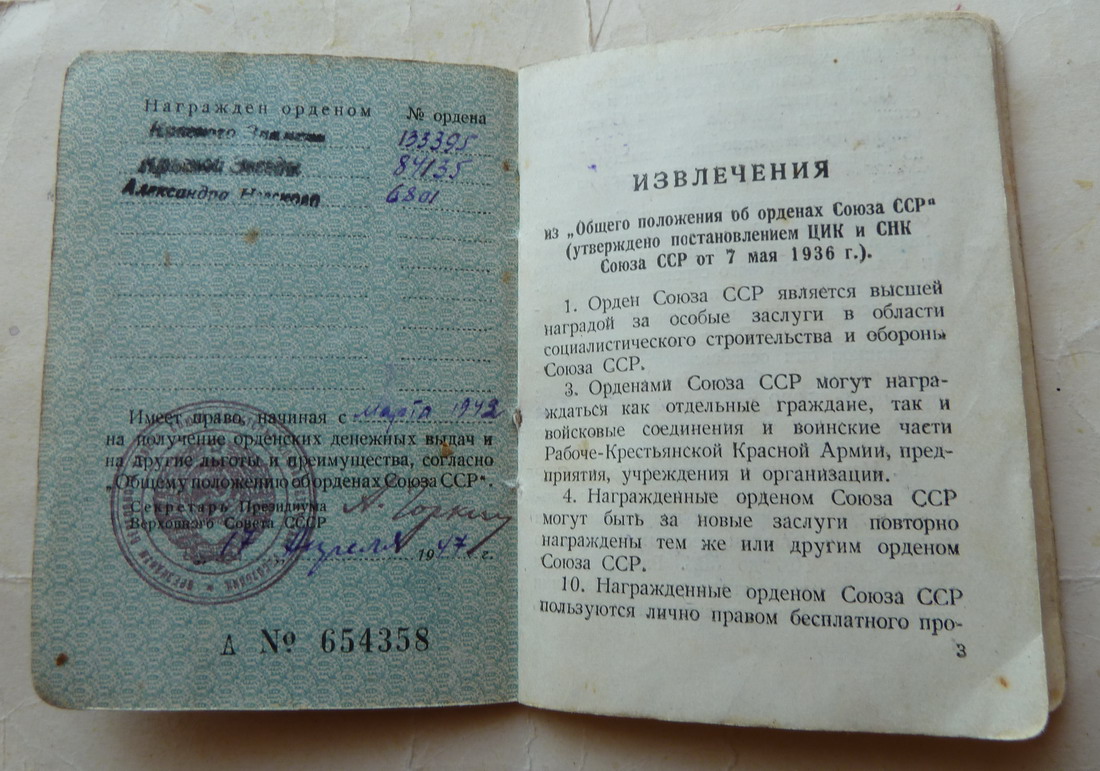 Награжден орденом № ордена
Красного Знамени 133395
Красной Звезды 84135
Александра Невского 6801
Имеет право, начиная с Марта 1943
на получение орденских денежных выдач и
на другие льготы и преимущества, согласно
„Общему положению об орденах Союза ССР“.
Секретарь Президиума
Верховного Совета СССР А. Горкин
17 Апреля 1947 г.
А № 654358
ИЗВЛЕЧЕНИЯ
из „Общего положения об орденах Союза ССР“
(утверждено постановлением ЦИК и СНК
Союза ССР от 7 мая 1936 г.).
1. Орден Союза ССР является высшей
наградой за особые заслуги в области
социалистического строительства и обороны
Союза ССР.
3. Орденами Союза ССР могут награ-
ждаться как отдельные граждане, так и
войсковые соединения и воинские части
Рабоче-Крестьянской Красной Армии, пред-
приятия, учреждения и организации.
4. Награжденные орденом Союза ССР
могут быть за новые заслуги повторно
награждены тем же или другим орденом
Союза ССР.
10. Награжденные орденом Союза ССР
пользуются лично правом бесплатного про-
3